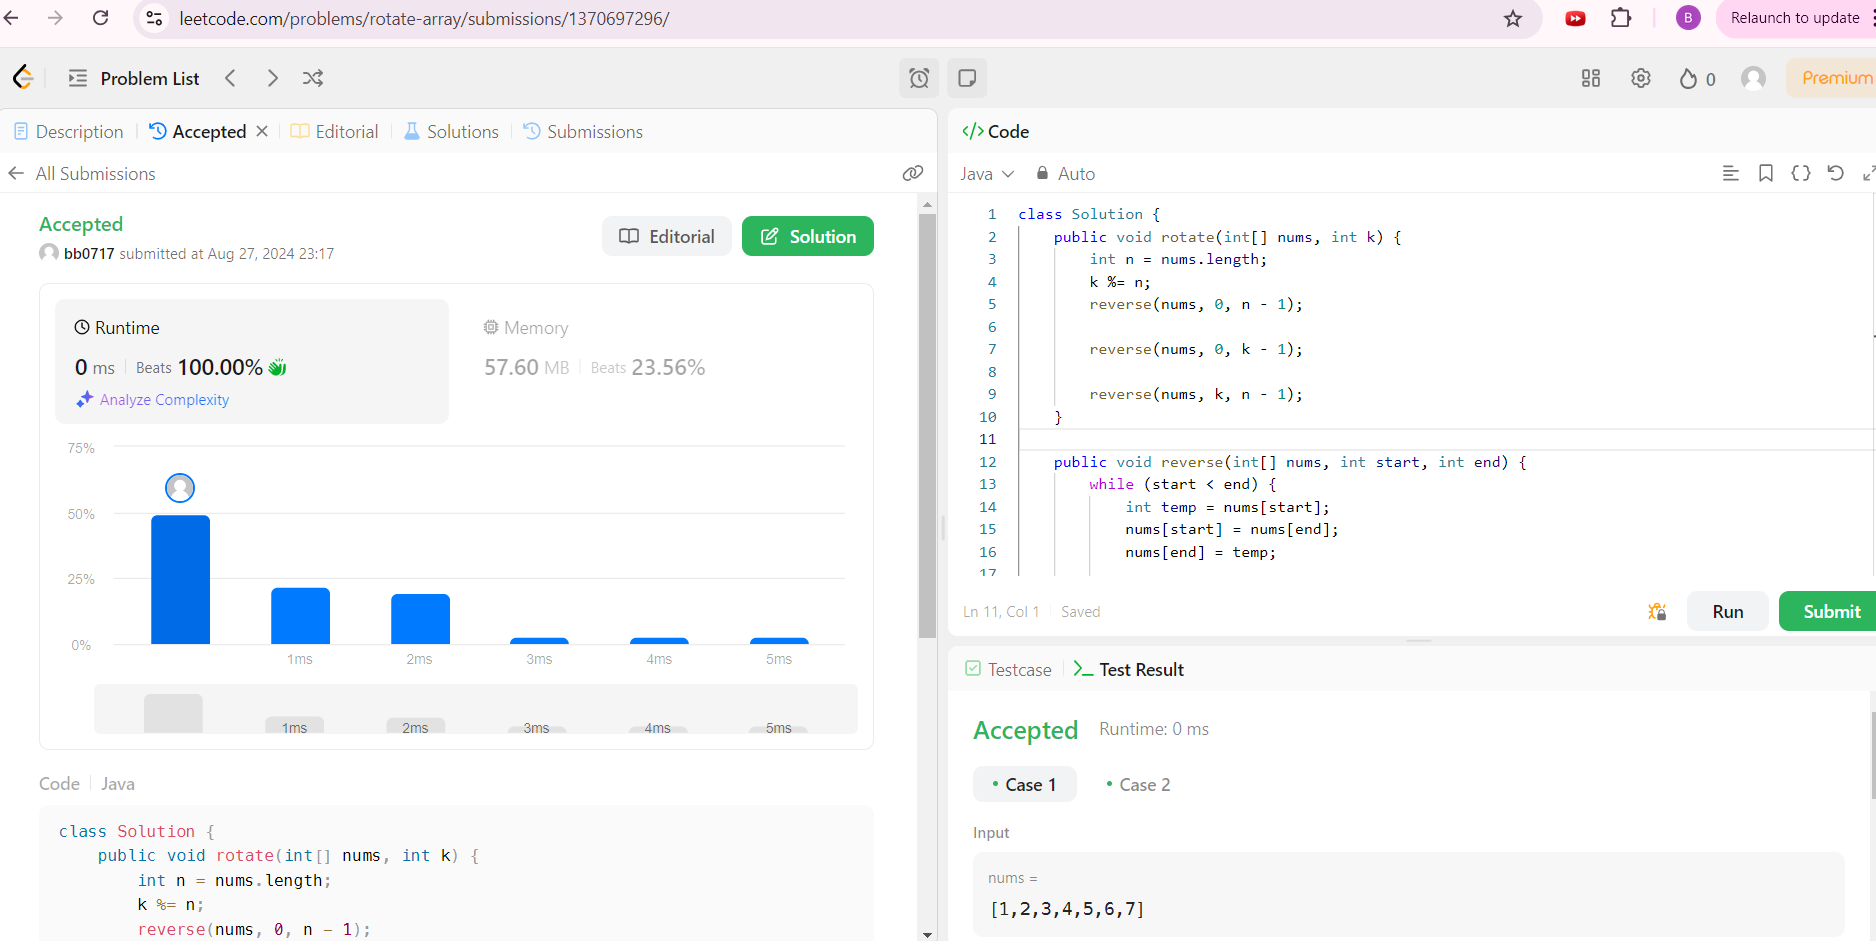 leetcode.com/problems/rotate-array/submissions/1370697296/
B
Relaunch to update
Problem List
0
Premium
Description
Accepted
Editorial
Solutions
Submissions
All Submissions
Accepted
bb0717 submitted at Aug 27, 2024 23:17
Editorial
Solution
Runtime
0 ms
Beats 100.00%
Analyze Complexity
Memory
57.60 MB
Beats 23.56%
75%
50%
25%
0%
1ms 2ms 3ms 4ms 5ms
1ms 2ms 3ms 4ms 5ms
Code
Java
class Solution {
    public void rotate(int[] nums, int k) {
        int n = nums.length;
        k %= n;
        reverse(nums, 0, n - 1);
</> Code
Java
Auto
1 class Solution {
2     public void rotate(int[] nums, int k) {
3         int n = nums.length;
4         k %= n;
5         reverse(nums, 0, n - 1);
6
7         reverse(nums, 0, k - 1);
8
9         reverse(nums, k, n - 1);
10     }
11
12     public void reverse(int[] nums, int start, int end) {
13         while (start < end) {
14             int temp = nums[start];
15             nums[start] = nums[end];
16             nums[end] = temp;
17
Ln 11, Col 1
Saved
Run
Submit
Testcase
Test Result
Accepted
Runtime: 0 ms
• Case 1
• Case 2
Input
nums =
[1,2,3,4,5,6,7]